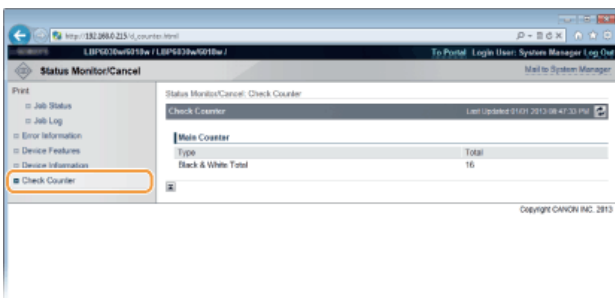 http://192.168.0.215/d_counter.html
LBP6030w/6018w / LBP6030w/6018w /
To Portal Login User: System Manager Log Out
Status Monitor/Cancel
Mail to System Manager
Print
Job Status
Job Log
Error Information
Device Features
Device Information
Check Counter
Status Monitor/Cancel: Check Counter
Check Counter
Last Updated: 01/01 2013 08:47:33 PM
Main Counter
Type Total
Black & White Total 16
Copyright CANON INC. 2013